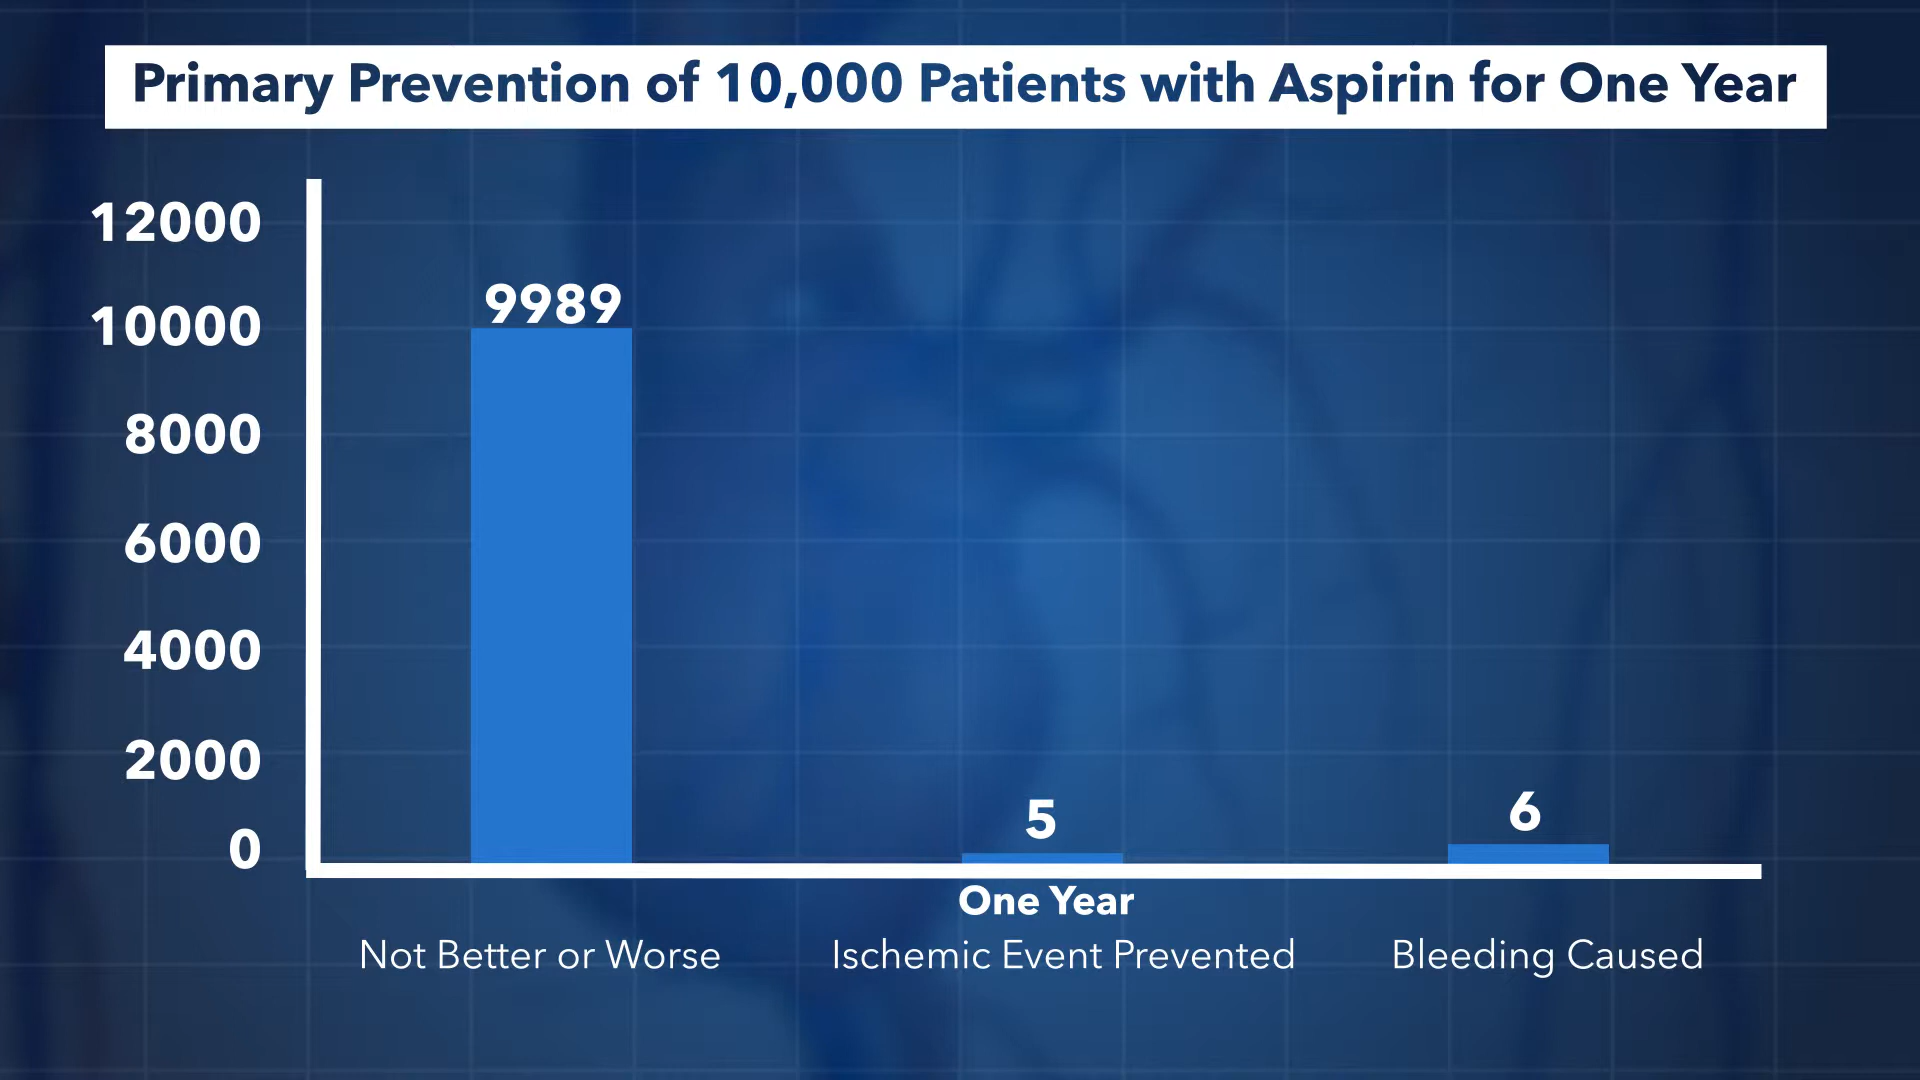 Primary Prevention of 10,000 Patients with Aspirin for One Year
12000
10000
8000
6000
4000
2000
0
9989
5
6
One Year
Not Better or Worse
Ischemic Event Prevented
Bleeding Caused